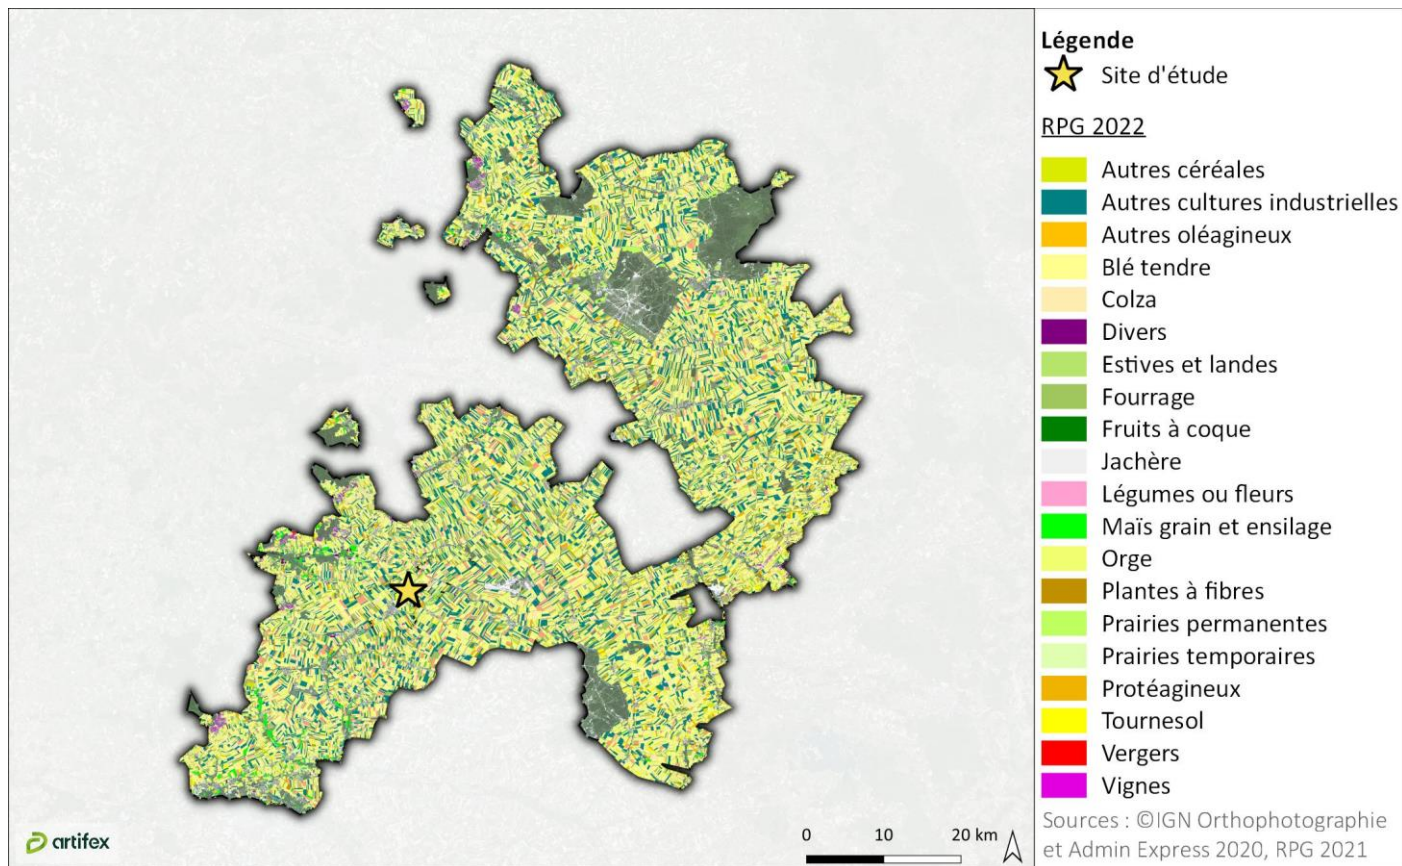 Légende
Site d'étude
RPG 2022
Autres céréales
Autres cultures industrielles
Autres oléagineux
Blé tendre
Colza
Divers
Estives et landes
Fourrage
Fruits à coque
Jachère
Légumes ou fleurs
Maïs grain et ensilage
Orge
Plantes à fibres
Prairies permanentes
Prairies temporaires
Protéagineux
Tournesol
Vergers
Vignes
Sources : ©IGN Orthophotographie
et Admin Express 2020, RPG 2021
artifex
0 10 20 km